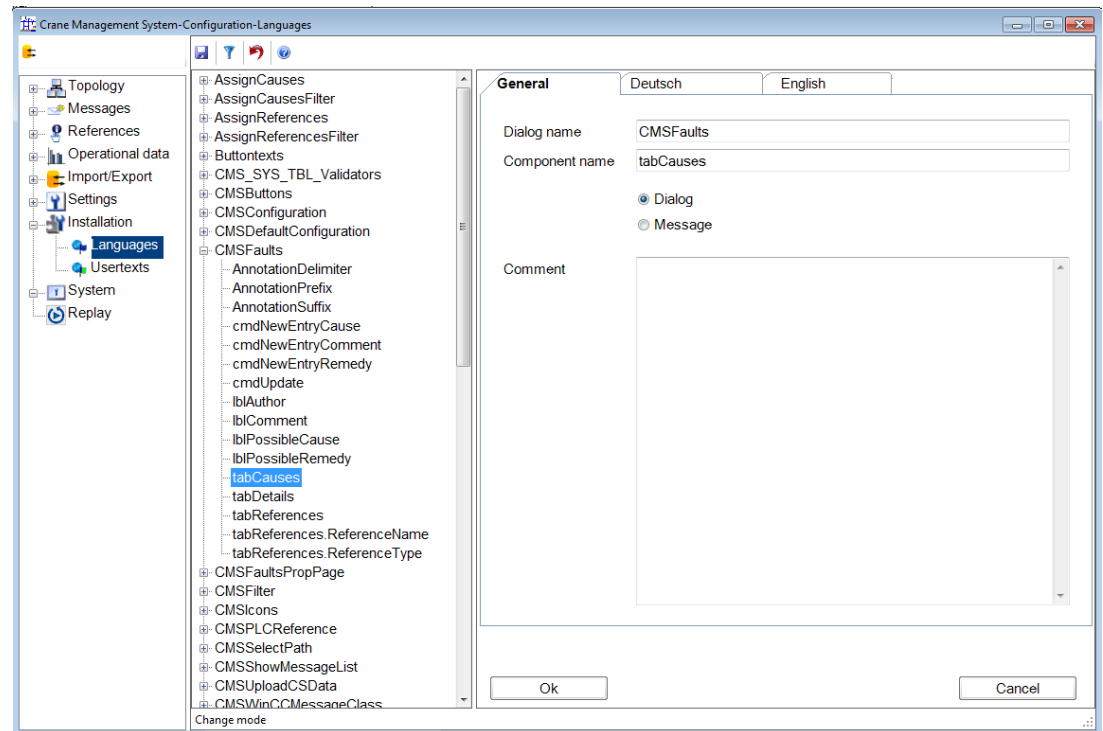 Crane Management System-Configuration-Languages
Topology
Messages
References
Operational data
Import/Export
Settings
Installation
Languages
Usertexts
System
Replay
AssignCauses
AssignCausesFilter
AssignReferences
AssignReferencesFilter
Buttontexts
CMS_SYS_TBL_Validators
CMSButtons
CMSConfiguration
CMSDefaultConfiguration
CMSFaults
AnnotationDelimiter
AnnotationPrefix
AnnotationSuffix
cmdNewEntryCause
cmdNewEntryComment
cmdNewEntryRemedy
cmdUpdate
lblAuthor
lblComment
lblPossibleCause
lblPossibleRemedy
tabCauses
tabDetails
tabReferences
tabReferences.ReferenceName
tabReferences.ReferenceType
CMSFaultsPropPage
CMSFilter
CMSIcons
CMSPLCReference
CMSSelectPath
CMSShowMessageList
CMSUploadCSData
CMSWinCCMessageClass
General Deutsch English
Dialog name CMSFaults
Component name tabCauses
Dialog
Message
Comment
Ok Cancel
Change mode